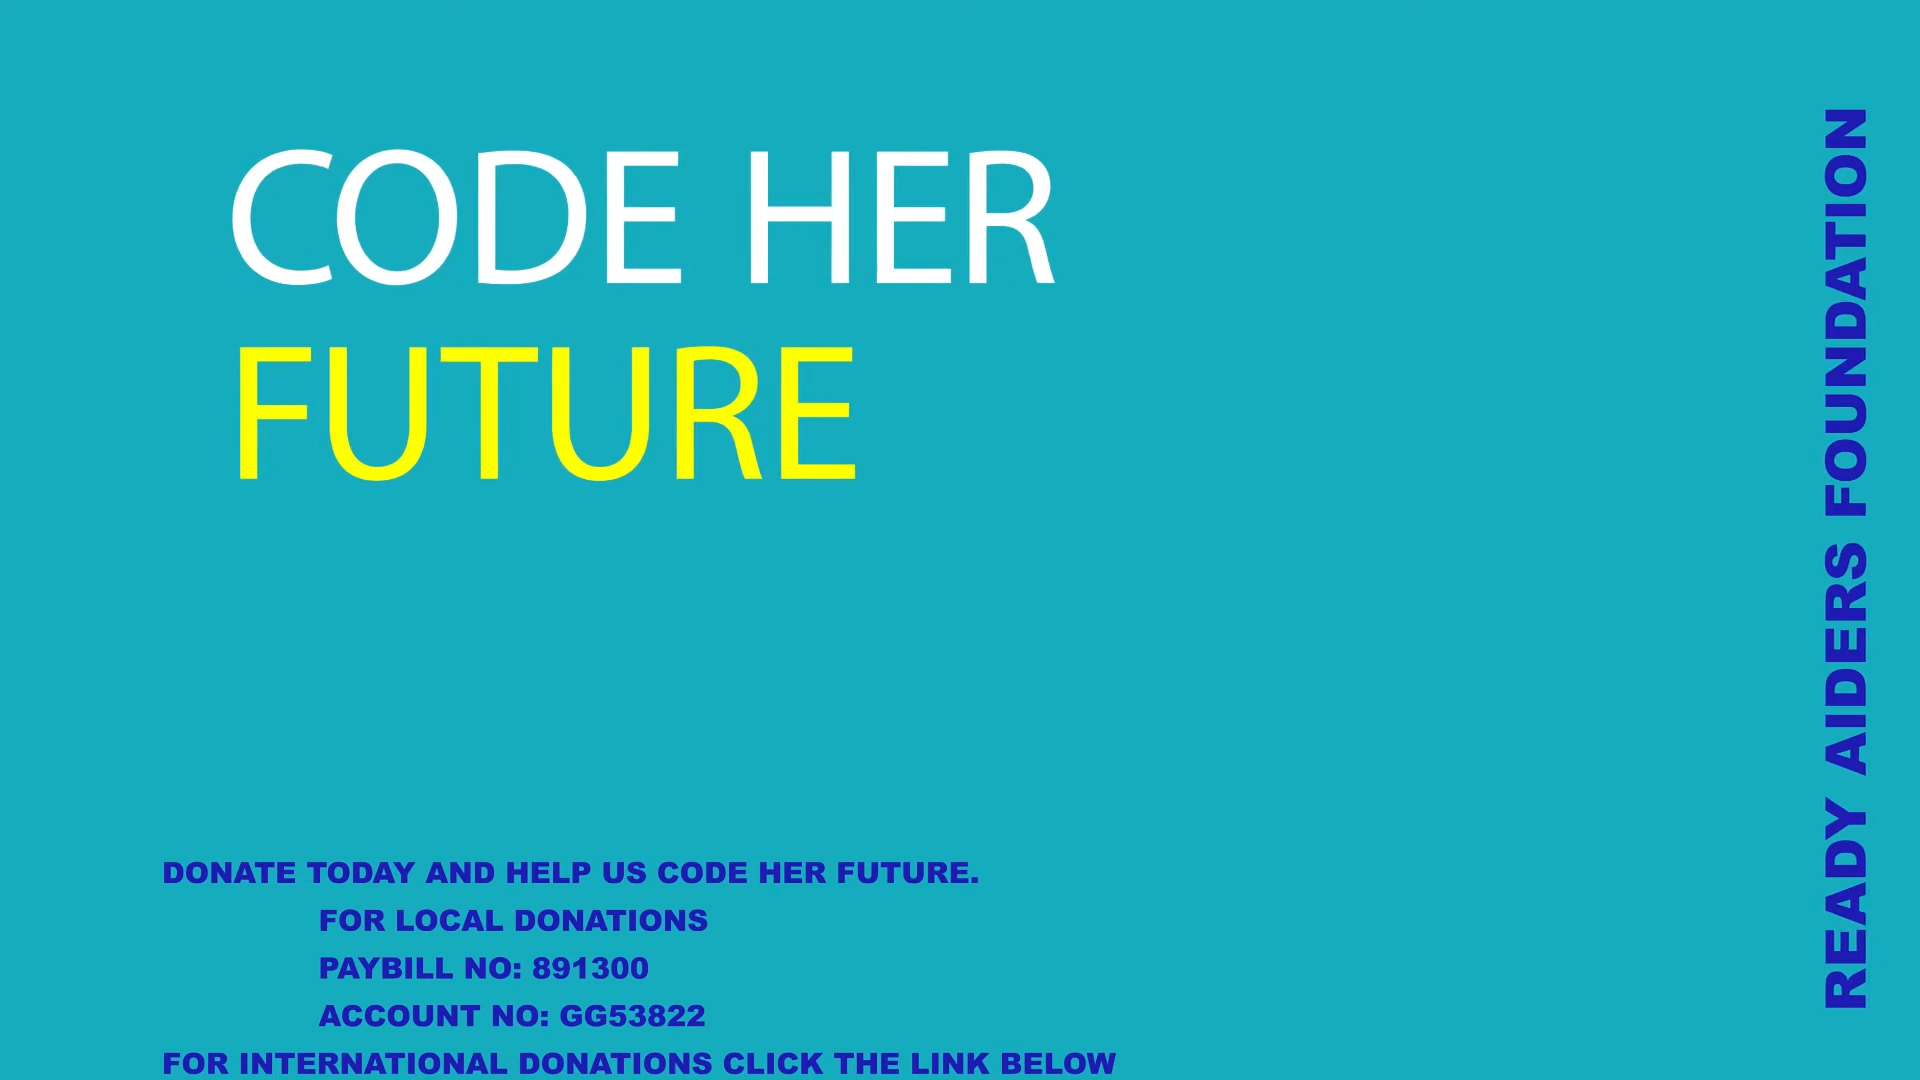 CODE HER
FUTURE
DONATE TODAY AND HELP US CODE HER FUTURE.
FOR LOCAL DONATIONS
PAYBILL NO: 891300
ACCOUNT NO: GG53822
FOR INTERNATIONAL DONATIONS CLICK THE LINK BELOW
READY AIDERS FOUNDATION